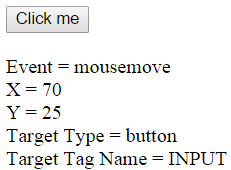 Click me
Event = mousemove
X = 70
Y = 25
Target Type = button
Target Tag Name = INPUT